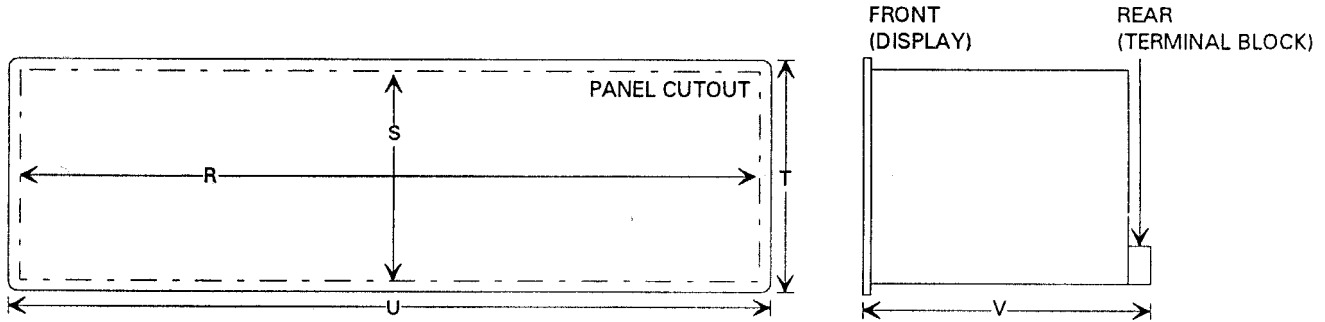 FRONT
(DISPLAY)
REAR
(TERMINAL BLOCK)
PANEL CUTOUT
S
R
T
U
V